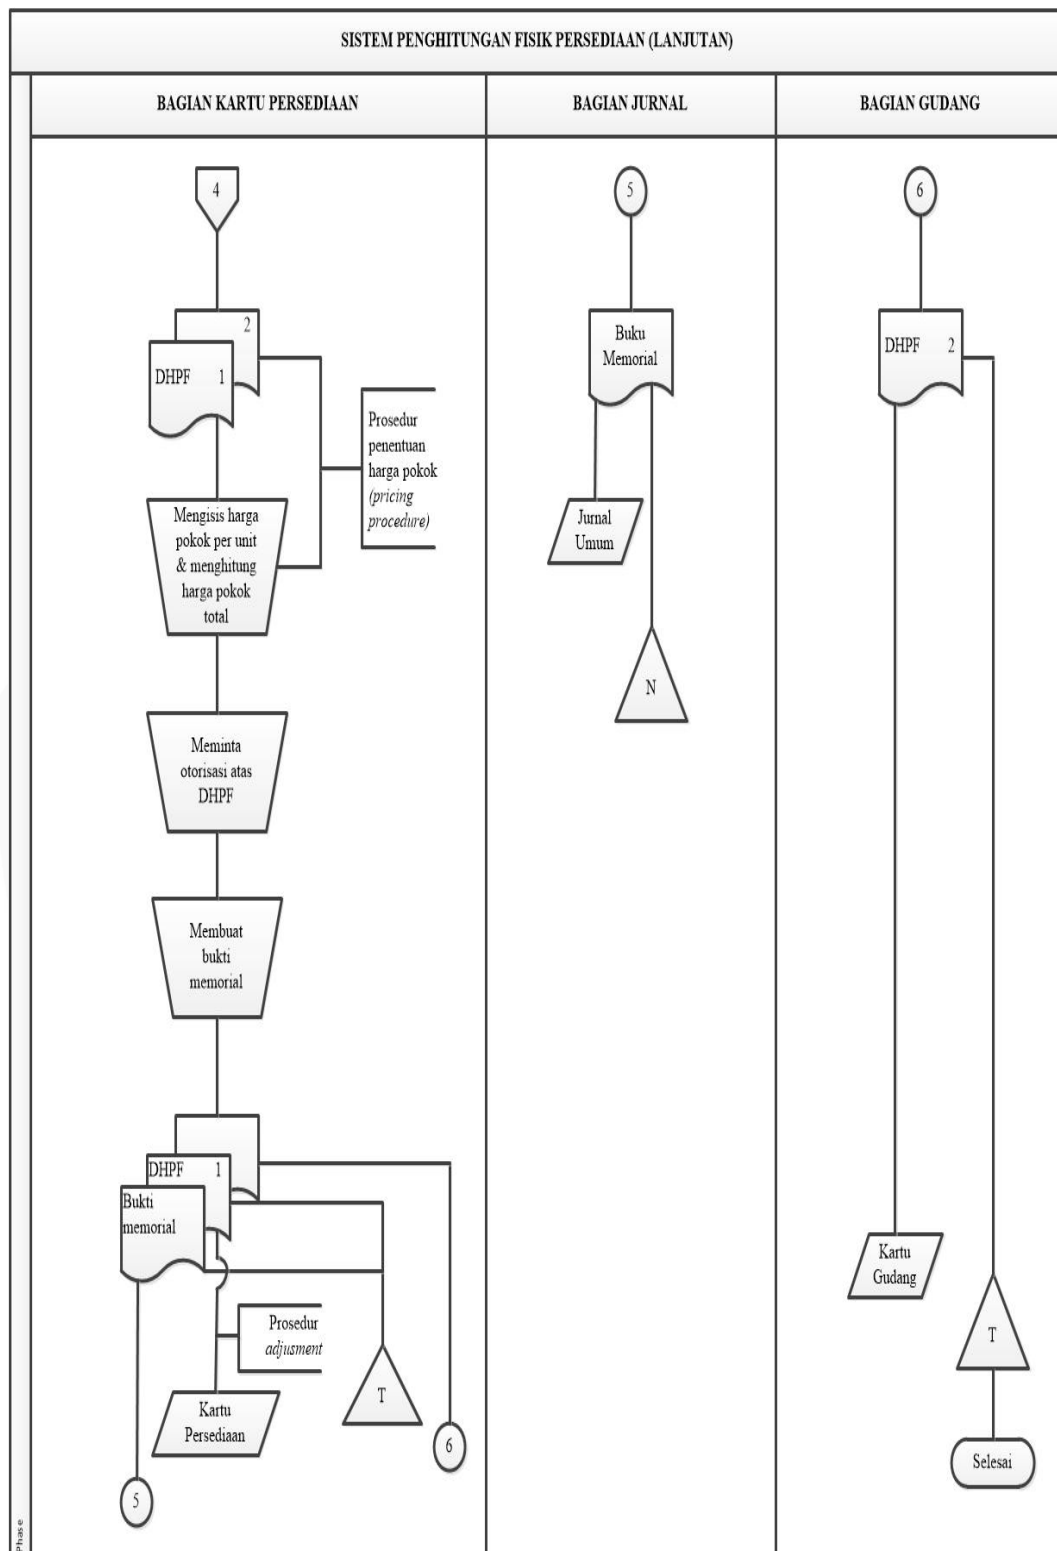 SISTEM PENGHITUNGAN FISIK PERSEDIAAN (LANJUTAN)
BAGIAN KARTU PERSEDIAAN
BAGIAN JURNAL
BAGIAN GUDANG
4
2
DHPF 1
Prosedur
penentuan
harga pokok
(pricing
procedure)
Mengisis harga
pokok per unit
& menghitung
harga pokok
total
Meminta
otorisasi atas
DHPF
Membuat
bukti
memorial
DHPF 1
Bukti
memorial
Prosedur
adjusment
Kartu
Persediaan
T
6
5
5
Buku
Memorial
Jurnal
Umum
N
6
DHPF 2
Kartu
Gudang
T
Selesai
Phase